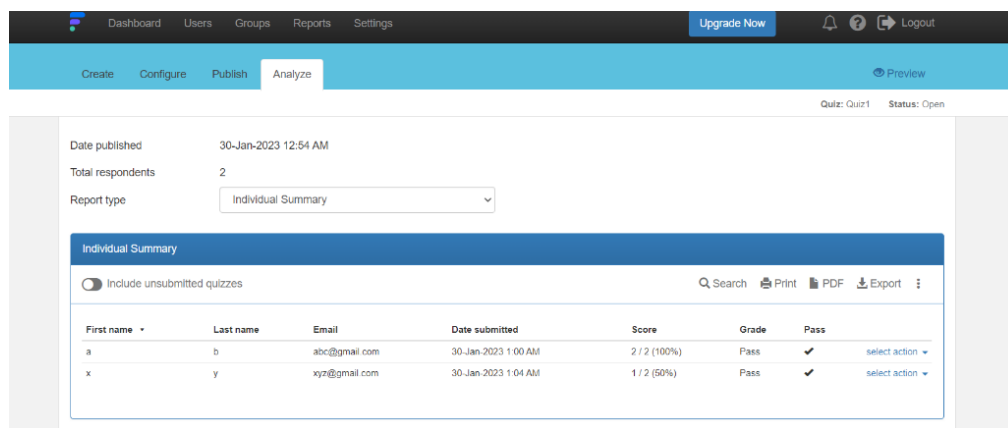 Dashboard Users Groups Reports Settings Upgrade Now Logout
Create Configure Publish Analyze Preview
Quiz: Quiz1 Status: Open
Date published 30-Jan-2023 12:54 AM
Total respondents 2
Report type Individual Summary
Individual Summary
Include unsubmitted quizzes Search Print PDF Export
First name Last name Email Date submitted Score Grade Pass
a b abc@gmail.com 30-Jan-2023 1:00 AM 2 / 2 (100%) Pass select action
x y xyz@gmail.com 30-Jan-2023 1:04 AM 1 / 2 (50%) Pass select action